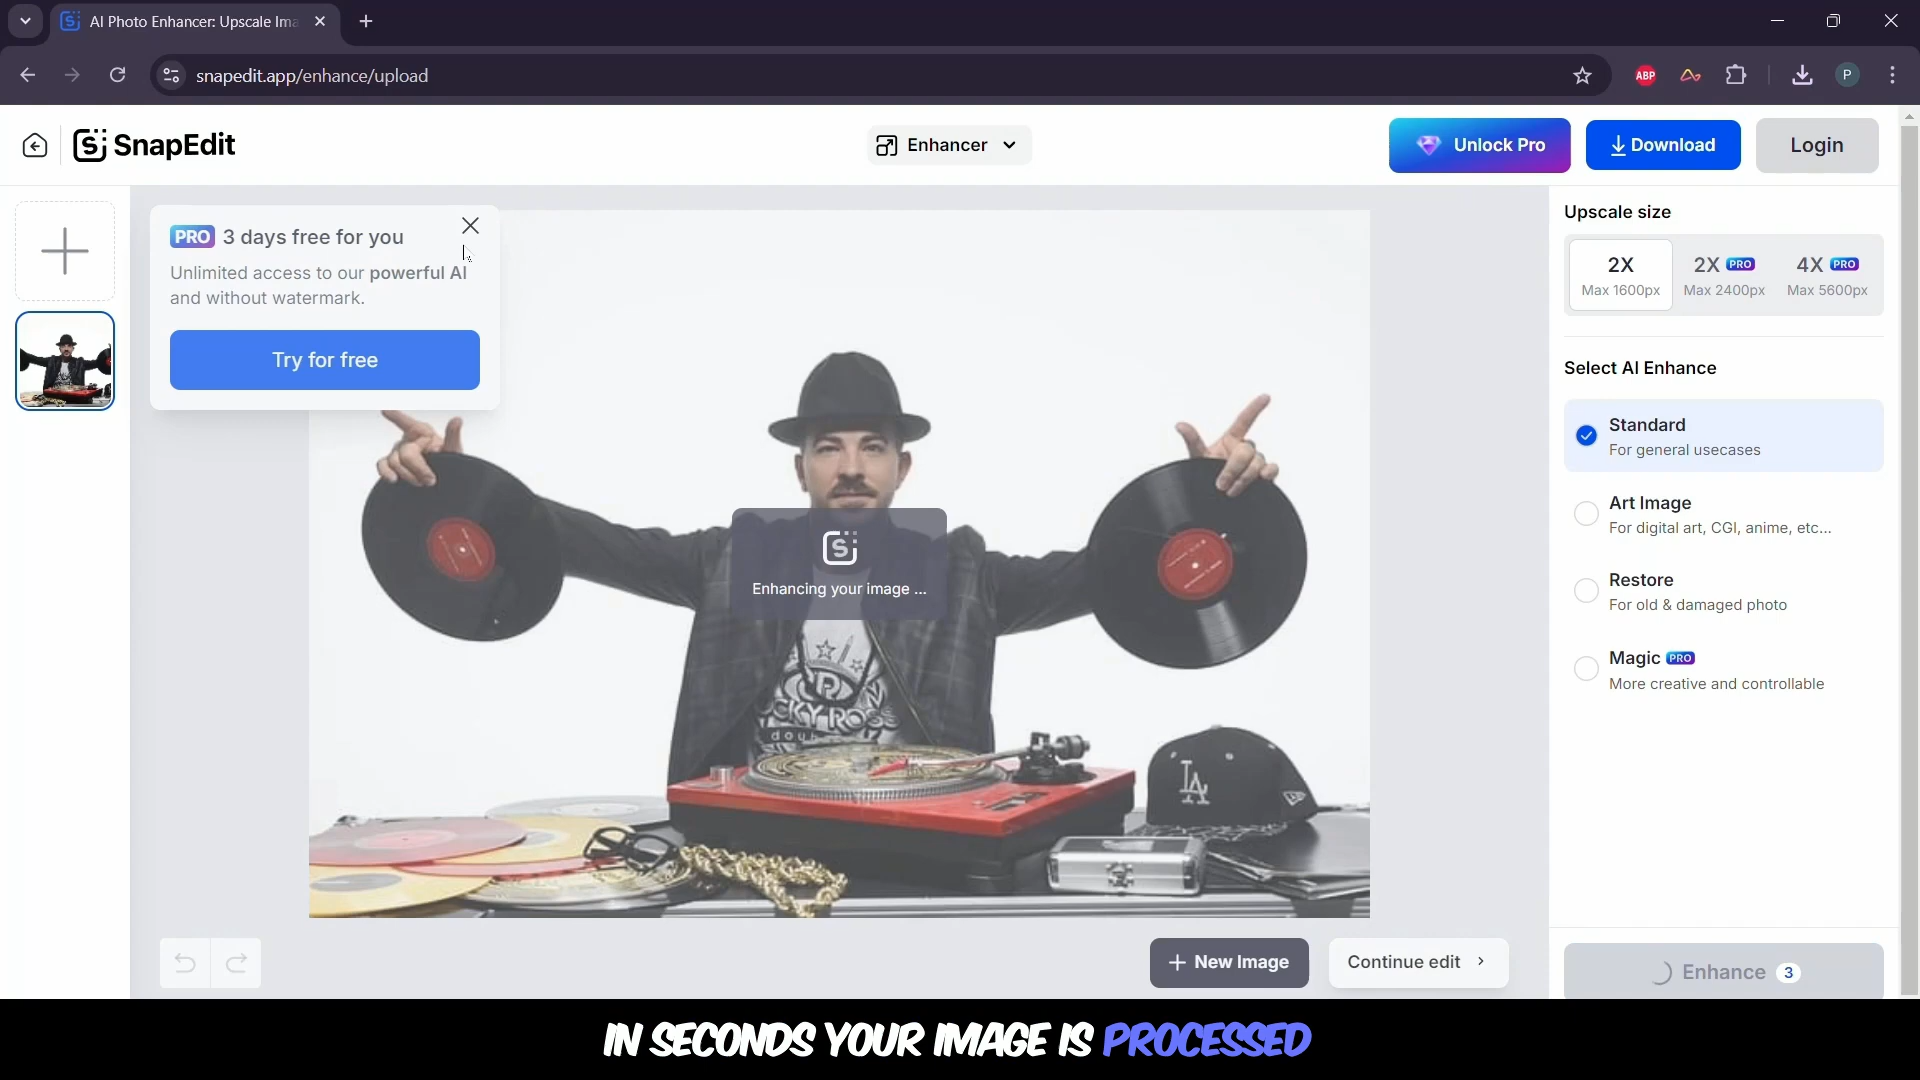 AI Photo Enhancer: Upscale Ima
snapedit.app/enhance/upload
ABP
P
SnapEdit
Enhancer
Unlock Pro
Download
Login
PRO 3 days free for you
Unlimited access to our powerful AI
and without watermark.
Try for free
Upscale size
2X
Max 1600px
2X PRO
Max 2400px
4X PRO
Max 5600px
Select AI Enhance
Standard
For general usecases
Art Image
For digital art, CGI, anime, etc...
Restore
For old & damaged photo
Magic PRO
More creative and controllable
Enhancing your image ...
LA
New Image
Continue edit
Enhance 3
IN SECONDS YOUR IMAGE IS PROCESSED